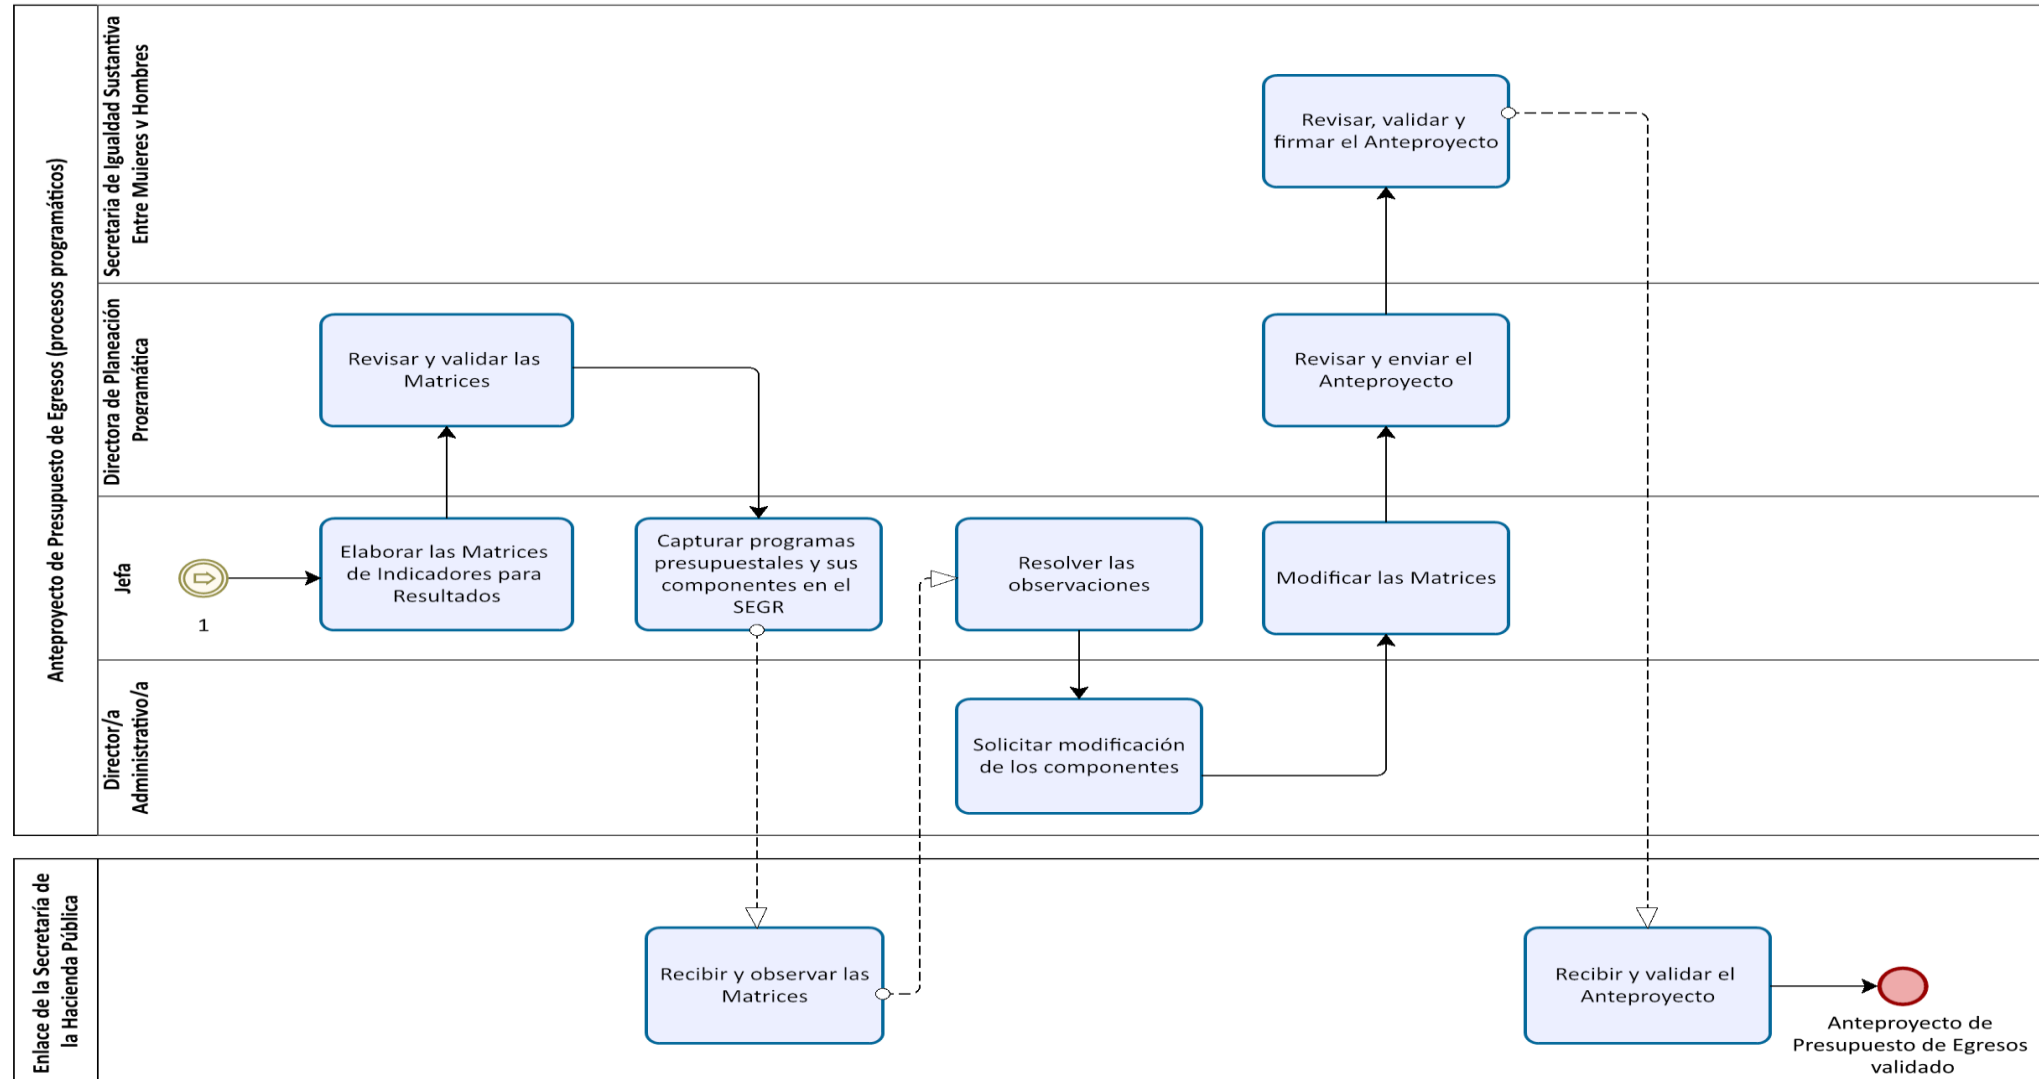 Anteproyecto de Presupuesto de Egresos (procesos programáticos)
Secretaria de Igualdad Sustantiva
Entre Muieres v Hombres
Revisar, validar y
firmar el Anteproyecto
Directora de Planeación
Programática
Revisar y validar las
Matrices
Revisar y enviar el
Anteproyecto
Jefa
1
Elaborar las Matrices
de Indicadores para
Resultados
Capturar programas
presupuestales y sus
componentes en el
SEGR
Resolver las
observaciones
Modificar las Matrices
Director/a
Administrativo/a
Solicitar modificación
de los componentes
Enlace de la Secretaría de
la Hacienda Pública
Recibir y observar las
Matrices
Recibir y validar el
Anteproyecto
Anteproyecto de
Presupuesto de Egresos
validado